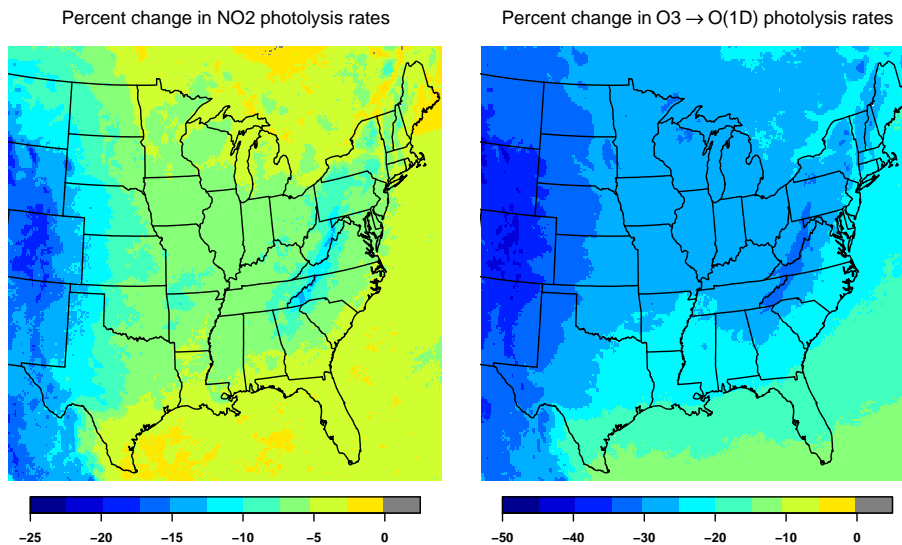 Percent change in NO2 photolysis rates
Percent change in O3 → O(1D) photolysis rates
−25 −20 −15 −10 −5 0
−50 −40 −30 −20 −10 0